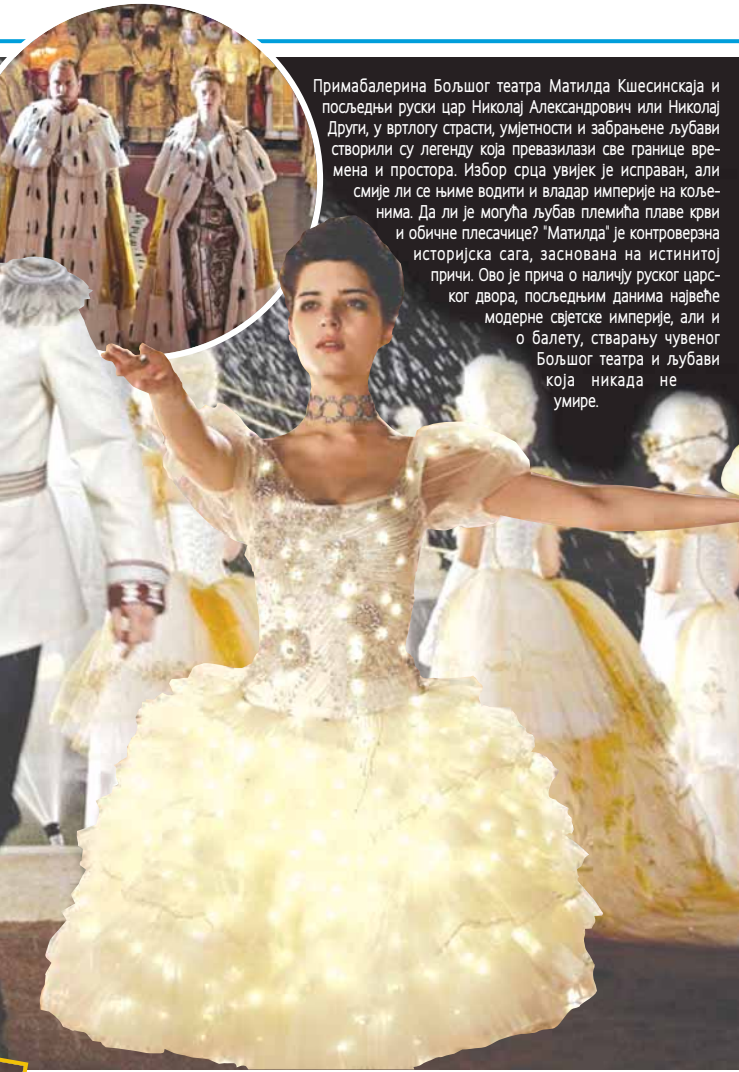 Примабалерина Бољшог театра Матилда Кшесинскаја и
посљедњи руски цар Николај Александрович или Николај
Други, у вртлогу страсти, умјетности и забрањене љубави
створили су легенду која превазилази све границе вре-
мена и простора. Избор срца увијек је исправан, али
смије ли се њиме водити и владар империје на коље-
нима. Да ли је могућа љубав племића плаве крви
и обичне плесачице? "Матилда" је контроверзна
историјска сага, заснована на истинитој
причи. Ово је прича о наличју руског царс-
ког двора, посљедњим данима највеће
модерне свјетске империје, али и
о балету, стварању чувеног
Бољшог театра и љубави
која никада не
умире.